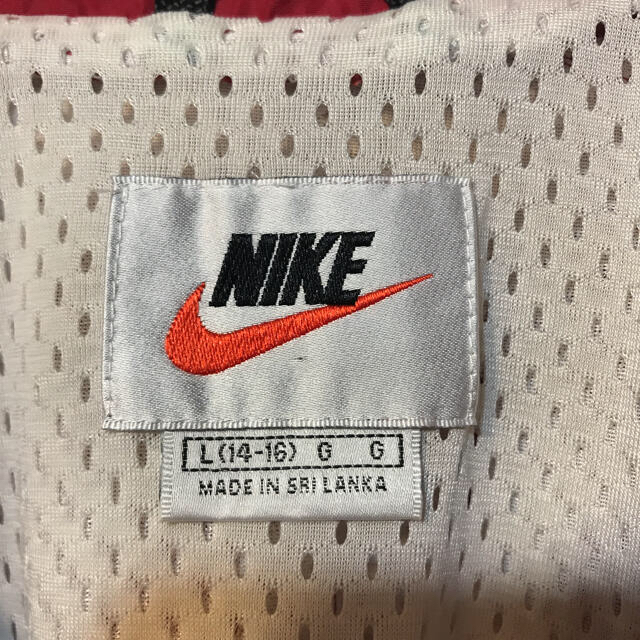 NIKE
L(14-16) G G
MADE IN SRI LANKA